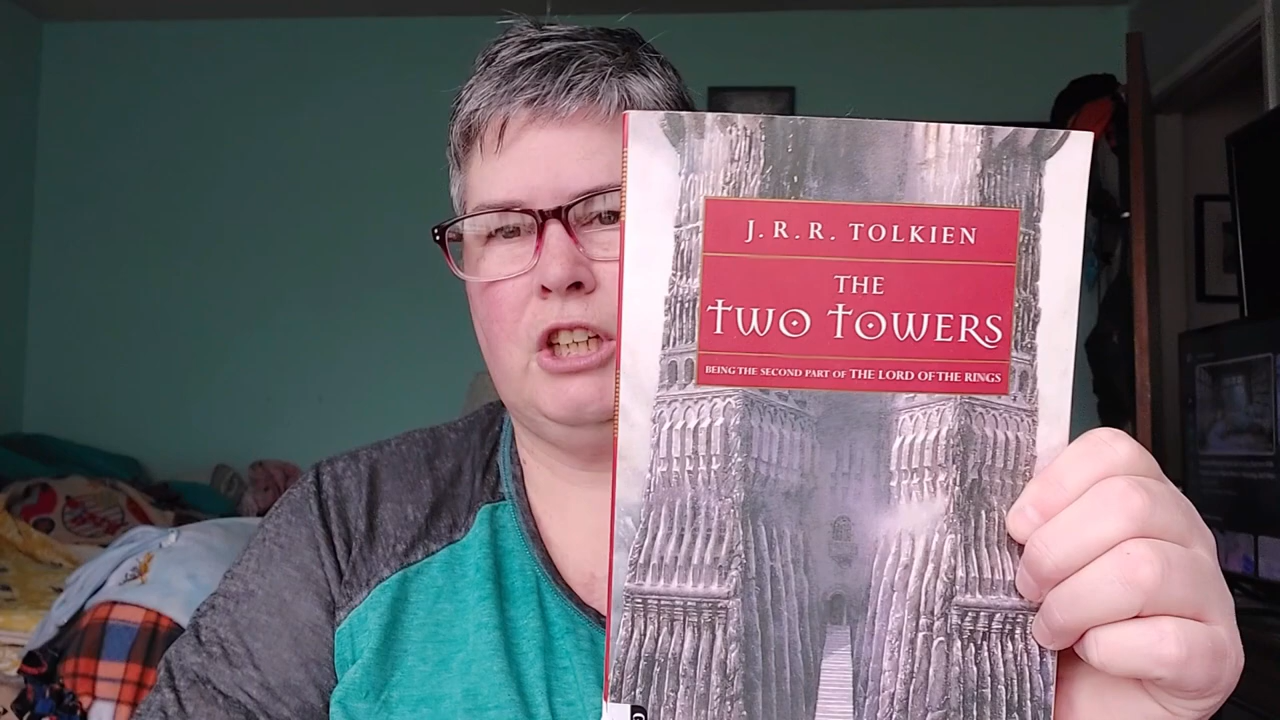 J. R. R. TOLKIEN
THE
TWO TOWERS
BEING THE SECOND PART OF THE LORD OF THE RINGS